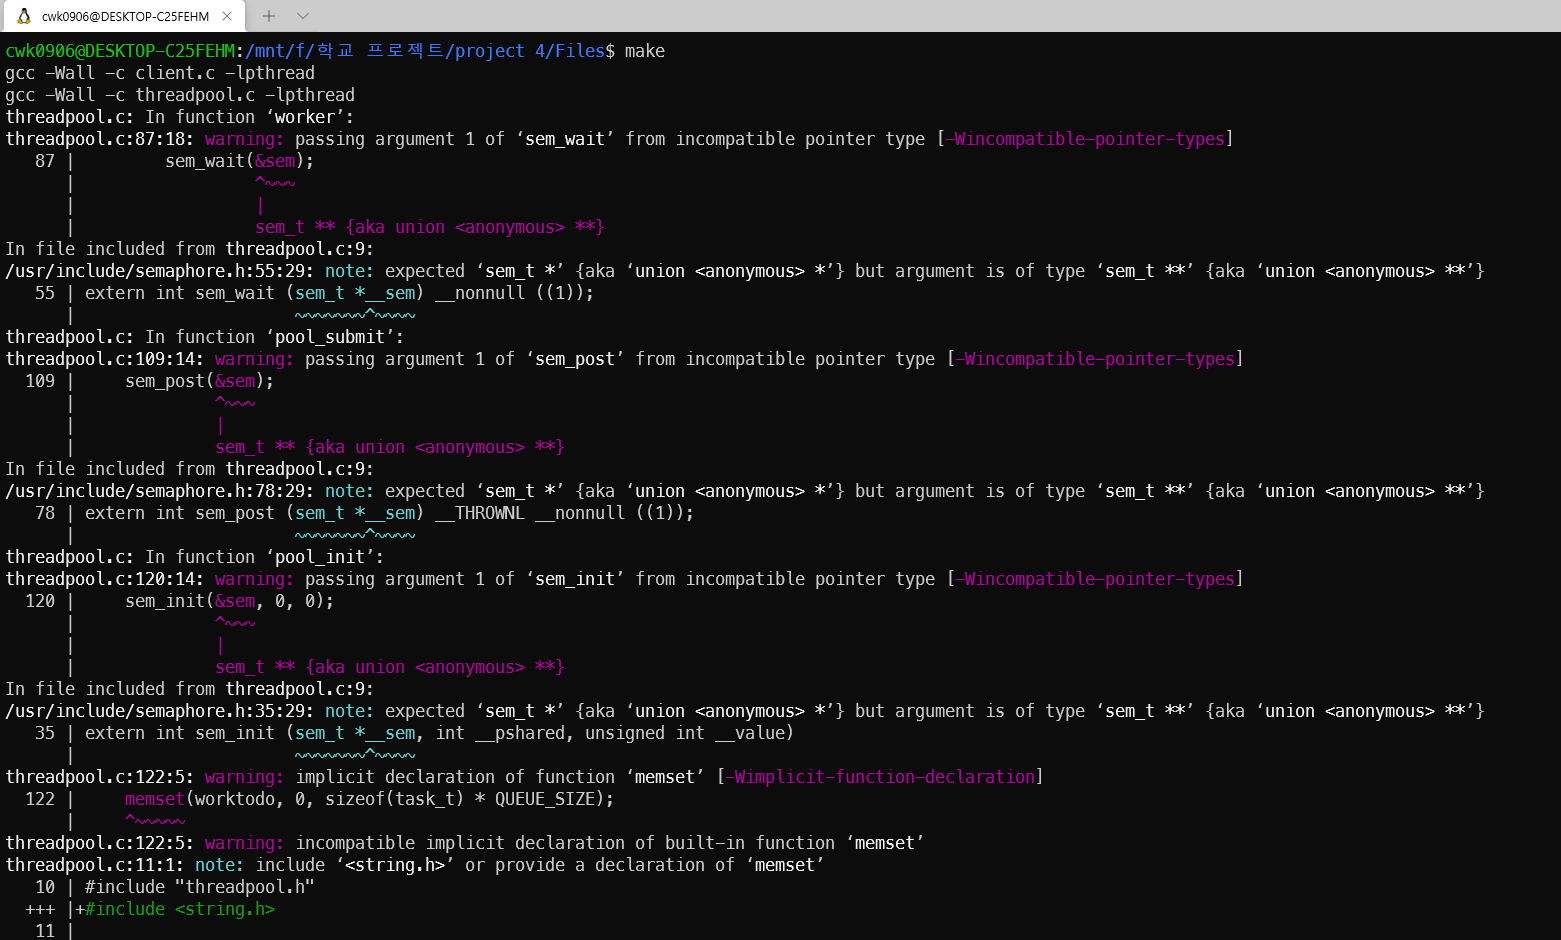 cwk0906@DESKTOP-C25FEHM
cwk0906@DESKTOP-C25FEHM:/mnt/f/학교 프로젝트/project 4/Files$ make
gcc -Wall -c client.c -lpthread
gcc -Wall -c threadpool.c -lpthread
threadpool.c: In function ‘worker’:
threadpool.c:87:18: warning: passing argument 1 of ‘sem_wait’ from incompatible pointer type [-Wincompatible-pointer-types]
   87 |         sem_wait(&sem);
      |                  ^~~~
      |                  |
      |                  sem_t ** {aka union <anonymous> **}
In file included from threadpool.c:9:
/usr/include/semaphore.h:55:29: note: expected ‘sem_t *’ {aka ‘union <anonymous> *’} but argument is of type ‘sem_t **’ {aka ‘union <anonymous> **’}
   55 | extern int sem_wait (sem_t *__sem) __nonnull ((1));
      |                      ~~~~~~~^~~~~
threadpool.c: In function ‘pool_submit’:
threadpool.c:109:14: warning: passing argument 1 of ‘sem_post’ from incompatible pointer type [-Wincompatible-pointer-types]
  109 |     sem_post(&sem);
      |              ^~~~
      |              |
      |              sem_t ** {aka union <anonymous> **}
In file included from threadpool.c:9:
/usr/include/semaphore.h:78:29: note: expected ‘sem_t *’ {aka ‘union <anonymous> *’} but argument is of type ‘sem_t **’ {aka ‘union <anonymous> **’}
   78 | extern int sem_post (sem_t *__sem) __THROWNL __nonnull ((1));
      |                      ~~~~~~~^~~~~
threadpool.c: In function ‘pool_init’:
threadpool.c:120:14: warning: passing argument 1 of ‘sem_init’ from incompatible pointer type [-Wincompatible-pointer-types]
  120 |     sem_init(&sem, 0, 0);
      |              ^~~~
      |              |
      |              sem_t ** {aka union <anonymous> **}
In file included from threadpool.c:9:
/usr/include/semaphore.h:35:29: note: expected ‘sem_t *’ {aka ‘union <anonymous> *’} but argument is of type ‘sem_t **’ {aka ‘union <anonymous> **’}
   35 | extern int sem_init (sem_t *__sem, int __pshared, unsigned int __value)
      |                      ~~~~~~~^~~~~
threadpool.c:122:5: warning: implicit declaration of function ‘memset’ [-Wimplicit-function-declaration]
  122 |     memset(worktodo, 0, sizeof(task_t) * QUEUE_SIZE);
      |     ^~~~~~
threadpool.c:122:5: warning: incompatible implicit declaration of built-in function ‘memset’
threadpool.c:11:1: note: include ‘<string.h>’ or provide a declaration of ‘memset’
   10 | #include "threadpool.h"
  +++ |+#include <string.h>
   11 |